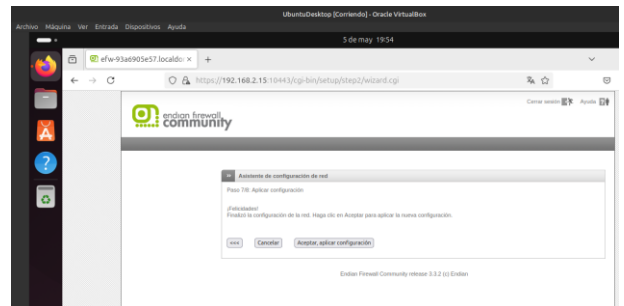 UbuntuDesktop [Corriendo] - Oracle VirtualBox
Archivo Máquina Ver Entrada Dispositivos Ayuda
5 de may 19:54
efw-93a6905e57.localdo
https://192.168.2.15:10443/cgi-bin/setup/step2/wizard.cgi
Cerrar sesión Ayuda
endian firewall
community
Asistente de configuración de red
Paso 7/8: Aplicar configuración
¡Felicidades!
Finalizó la configuración de la red. Haga clic en Aceptar para aplicar la nueva configuración.
<<< Cancelar Aceptar, aplicar configuración
Endian Firewall Community release 3.3.2 (c) Endian